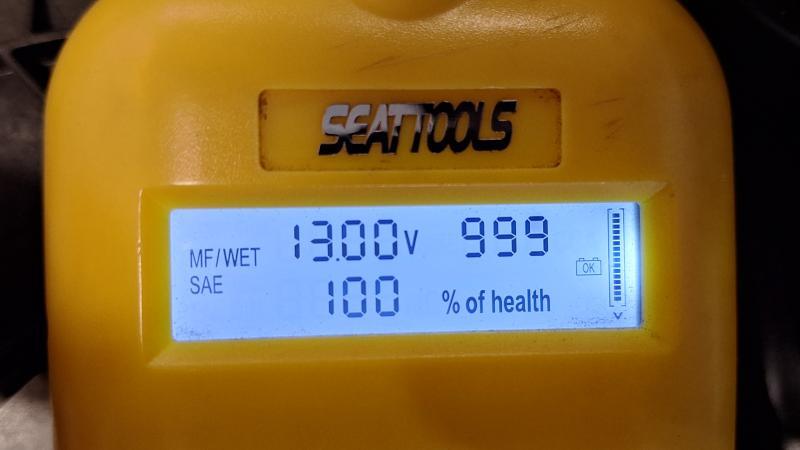 SEATTOOLS
MF/WET 13.00V 999
SAE 100 % of health
OK